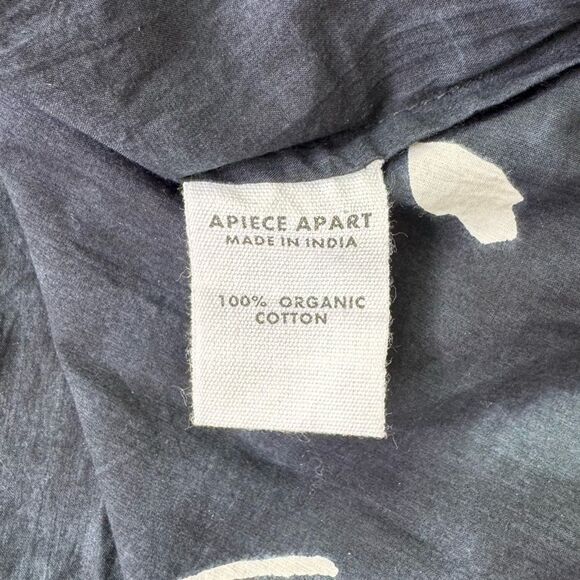 APIECE APART
MADE IN INDIA
100% ORGANIC
COTTON